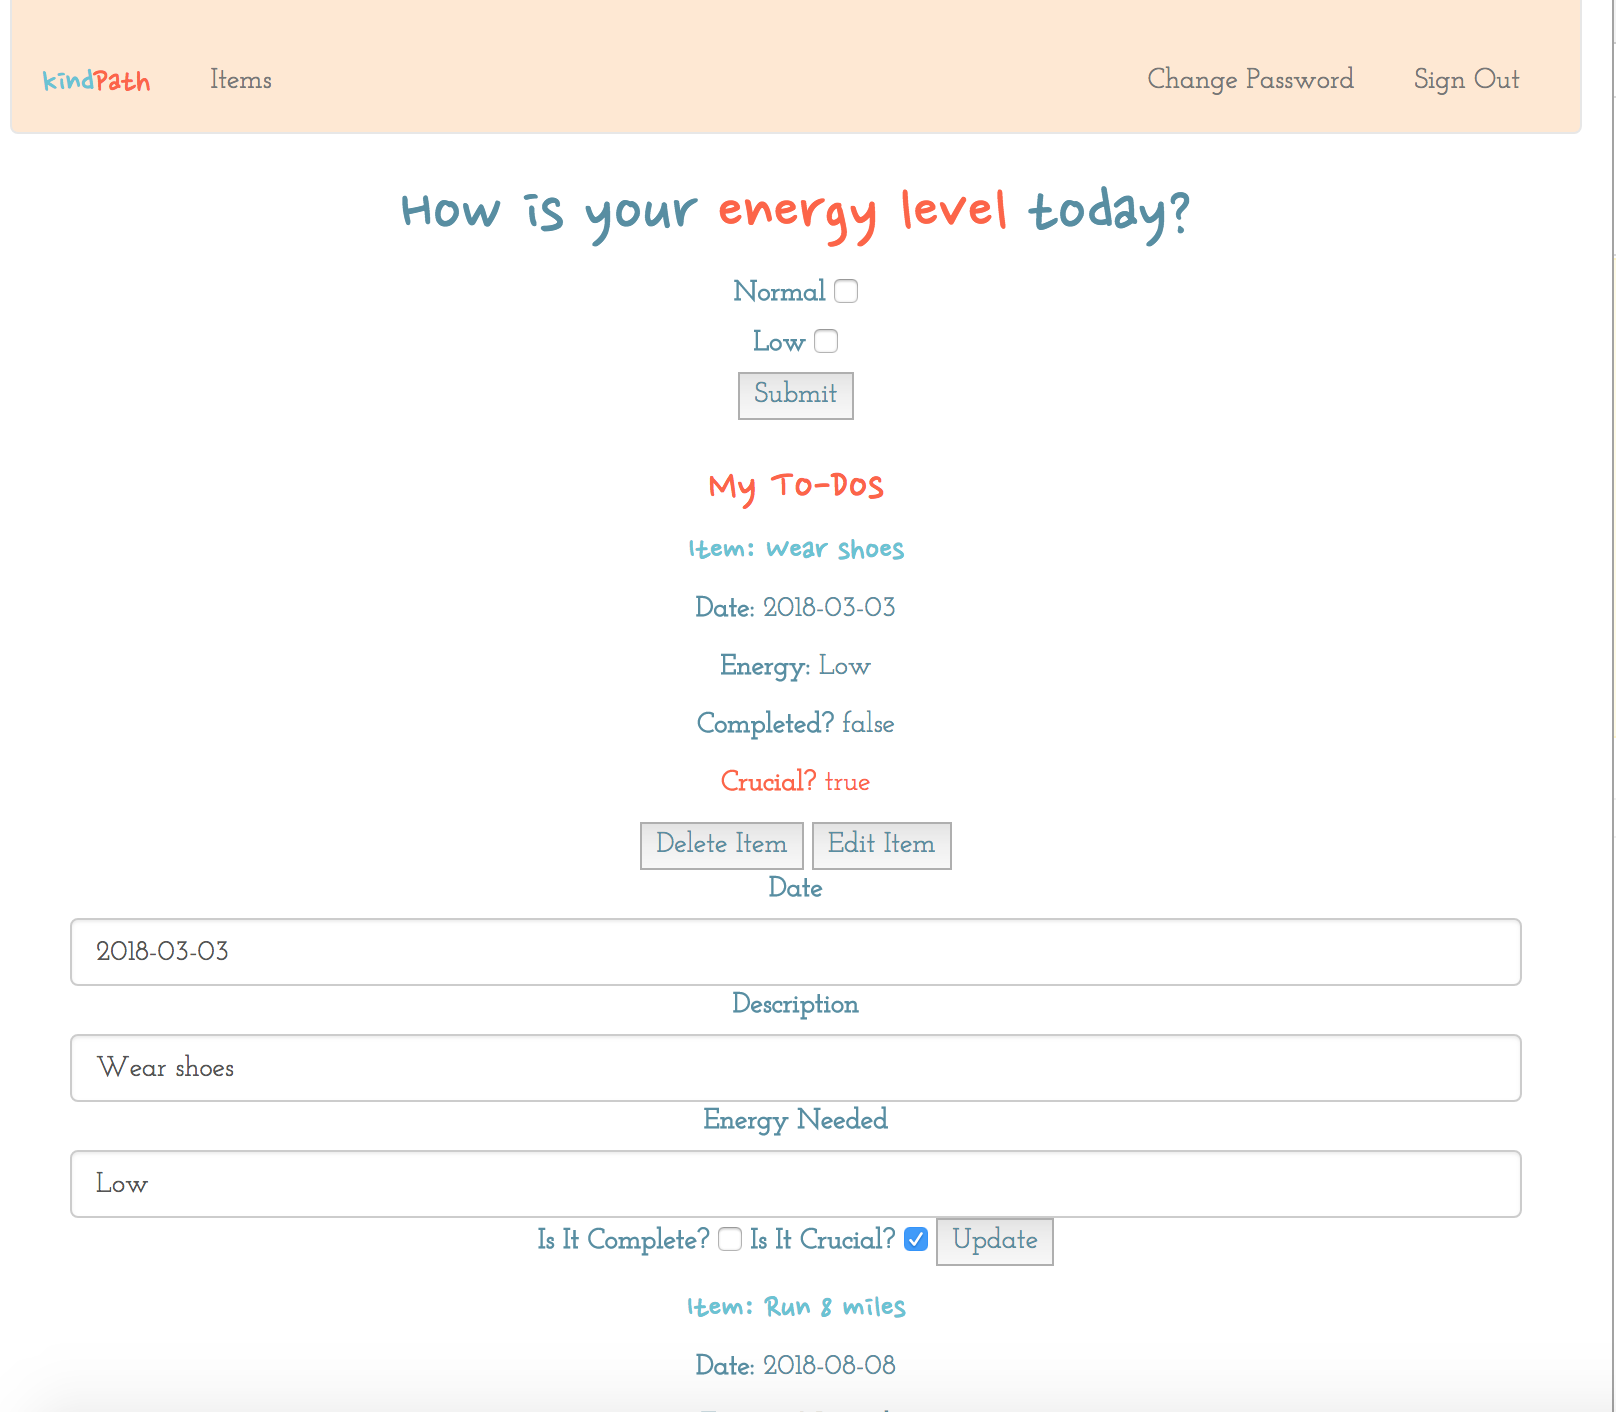 kindPath Items Change Password Sign Out
How is your energy level today?
Normal
Low
Submit
My To-Dos
Item: Wear shoes
Date: 2018-03-03
Energy: Low
Completed? false
Crucial? true
Delete Item Edit Item
Date
2018-03-03
Description
Wear shoes
Energy Needed
Low
Is It Complete? Is It Crucial? Update
Item: Run 8 miles
Date: 2018-08-08